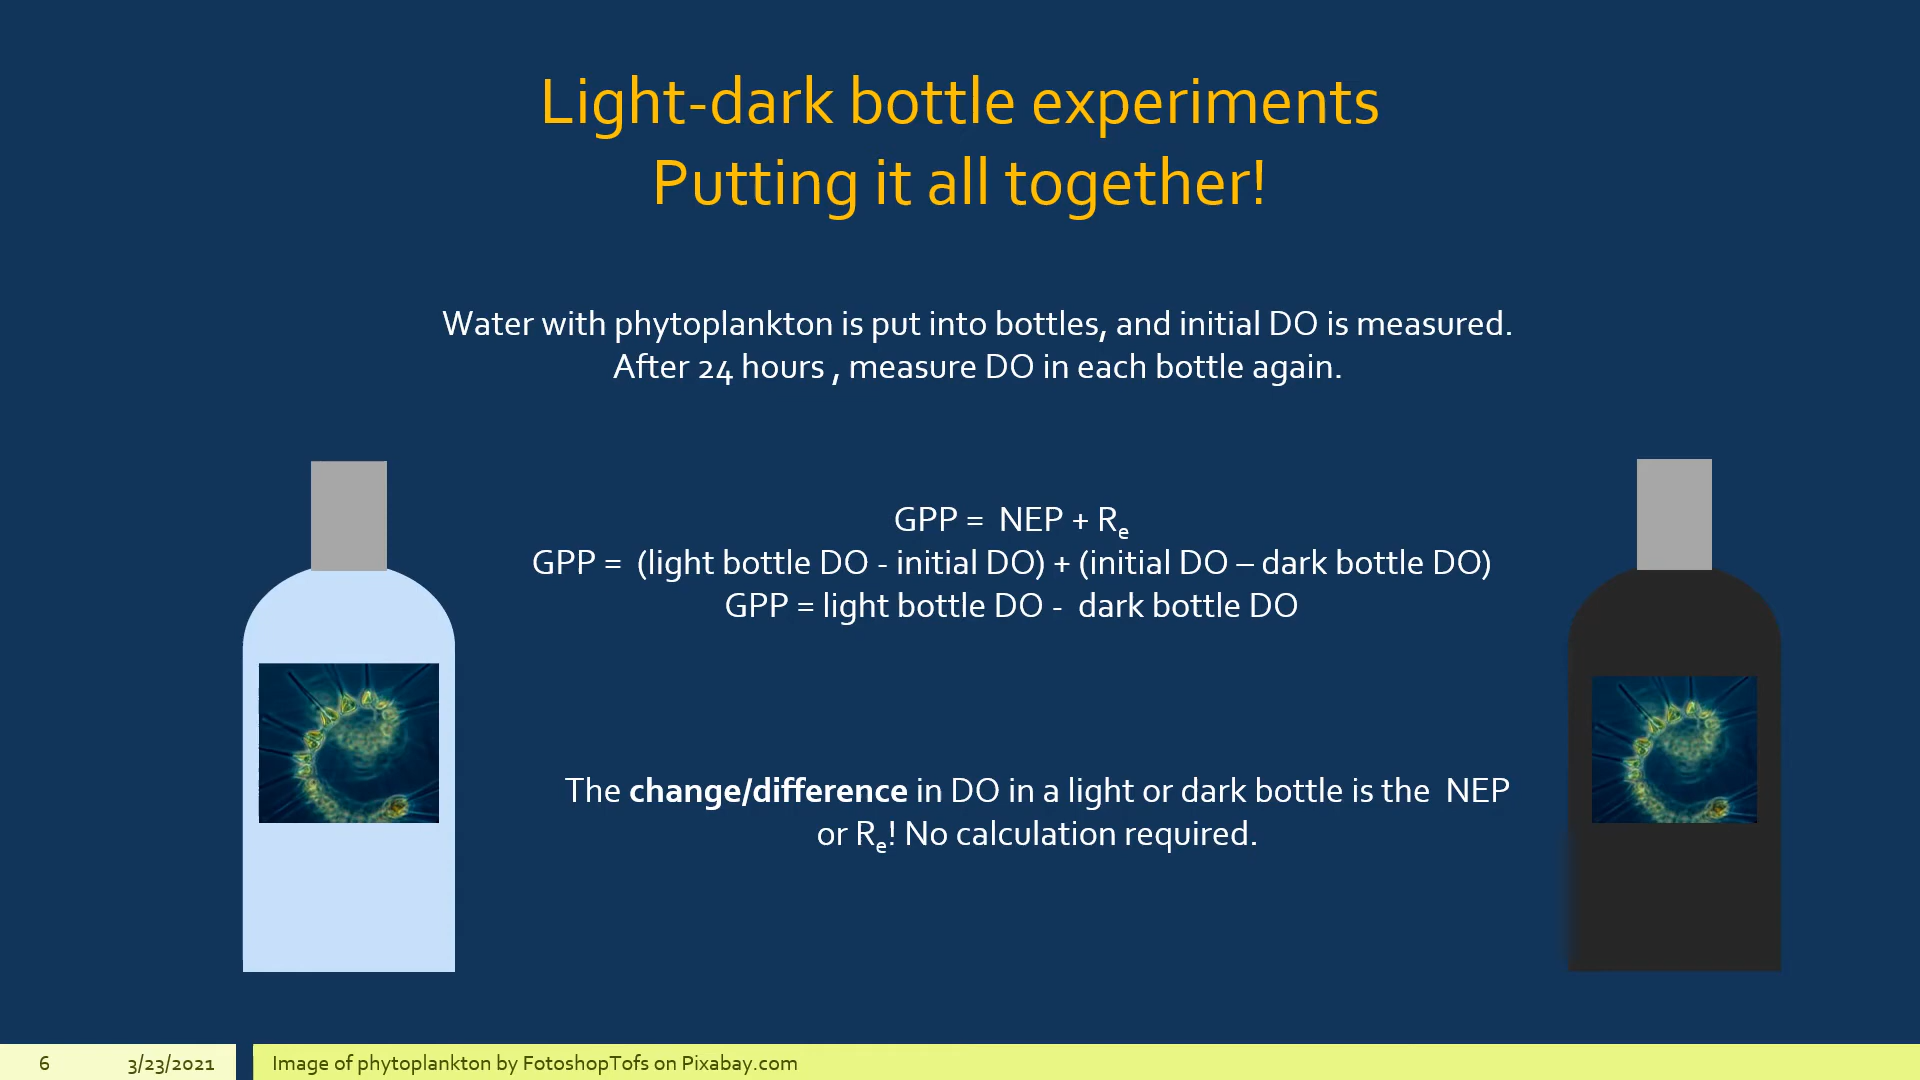 Light-dark bottle experiments
Putting it all together!
Water with phytoplankton is put into bottles, and initial DO is measured.
After 24 hours , measure DO in each bottle again.
GPP =  NEP + Rₑ
GPP =  (light bottle DO - initial DO) + (initial DO – dark bottle DO)
GPP = light bottle DO -  dark bottle DO
The change/difference in DO in a light or dark bottle is the  NEP
or Rₑ! No calculation required.
6 3/23/2021 Image of phytoplankton by FotoshopTofs on Pixabay.com